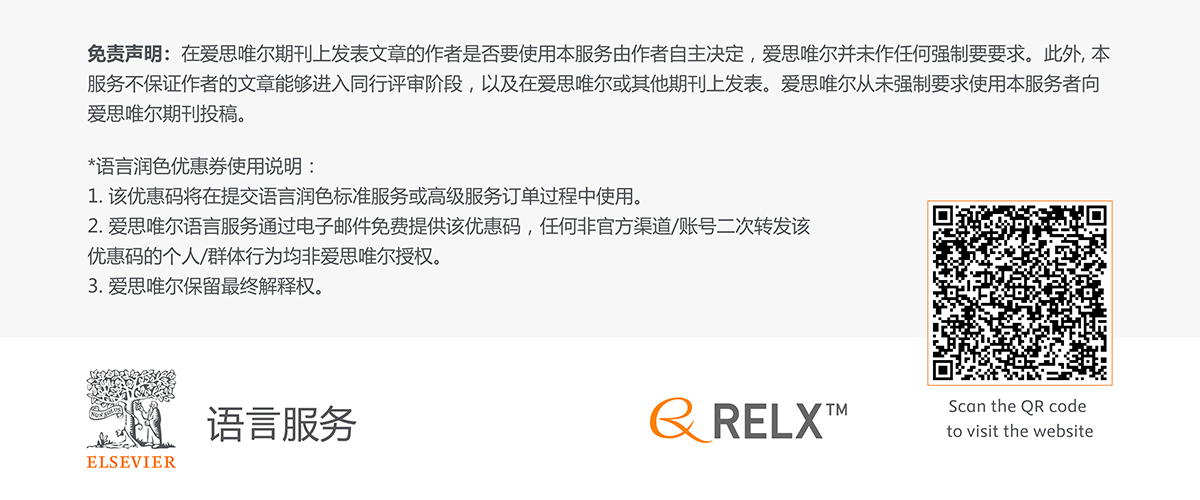 免责声明：在爱思唯尔期刊上发表文章的作者是否要使用本服务由作者自主决定，爱思唯尔并未作任何强制要要求。此外, 本
服务不保证作者的文章能够进入同行评审阶段，以及在爱思唯尔或其他期刊上发表。爱思唯尔从未强制要求使用本服务者向
爱思唯尔期刊投稿。
*语言润色优惠券使用说明：
1. 该优惠码将在提交语言润色标准服务或高级服务订单过程中使用。
2. 爱思唯尔语言服务通过电子邮件免费提供该优惠码，任何非官方渠道/账号二次转发该
优惠码的个人/群体行为均非爱思唯尔授权。
3. 爱思唯尔保留最终解释权。
ELSEVIER
语言服务
RELX™
Scan the QR code
to visit the website